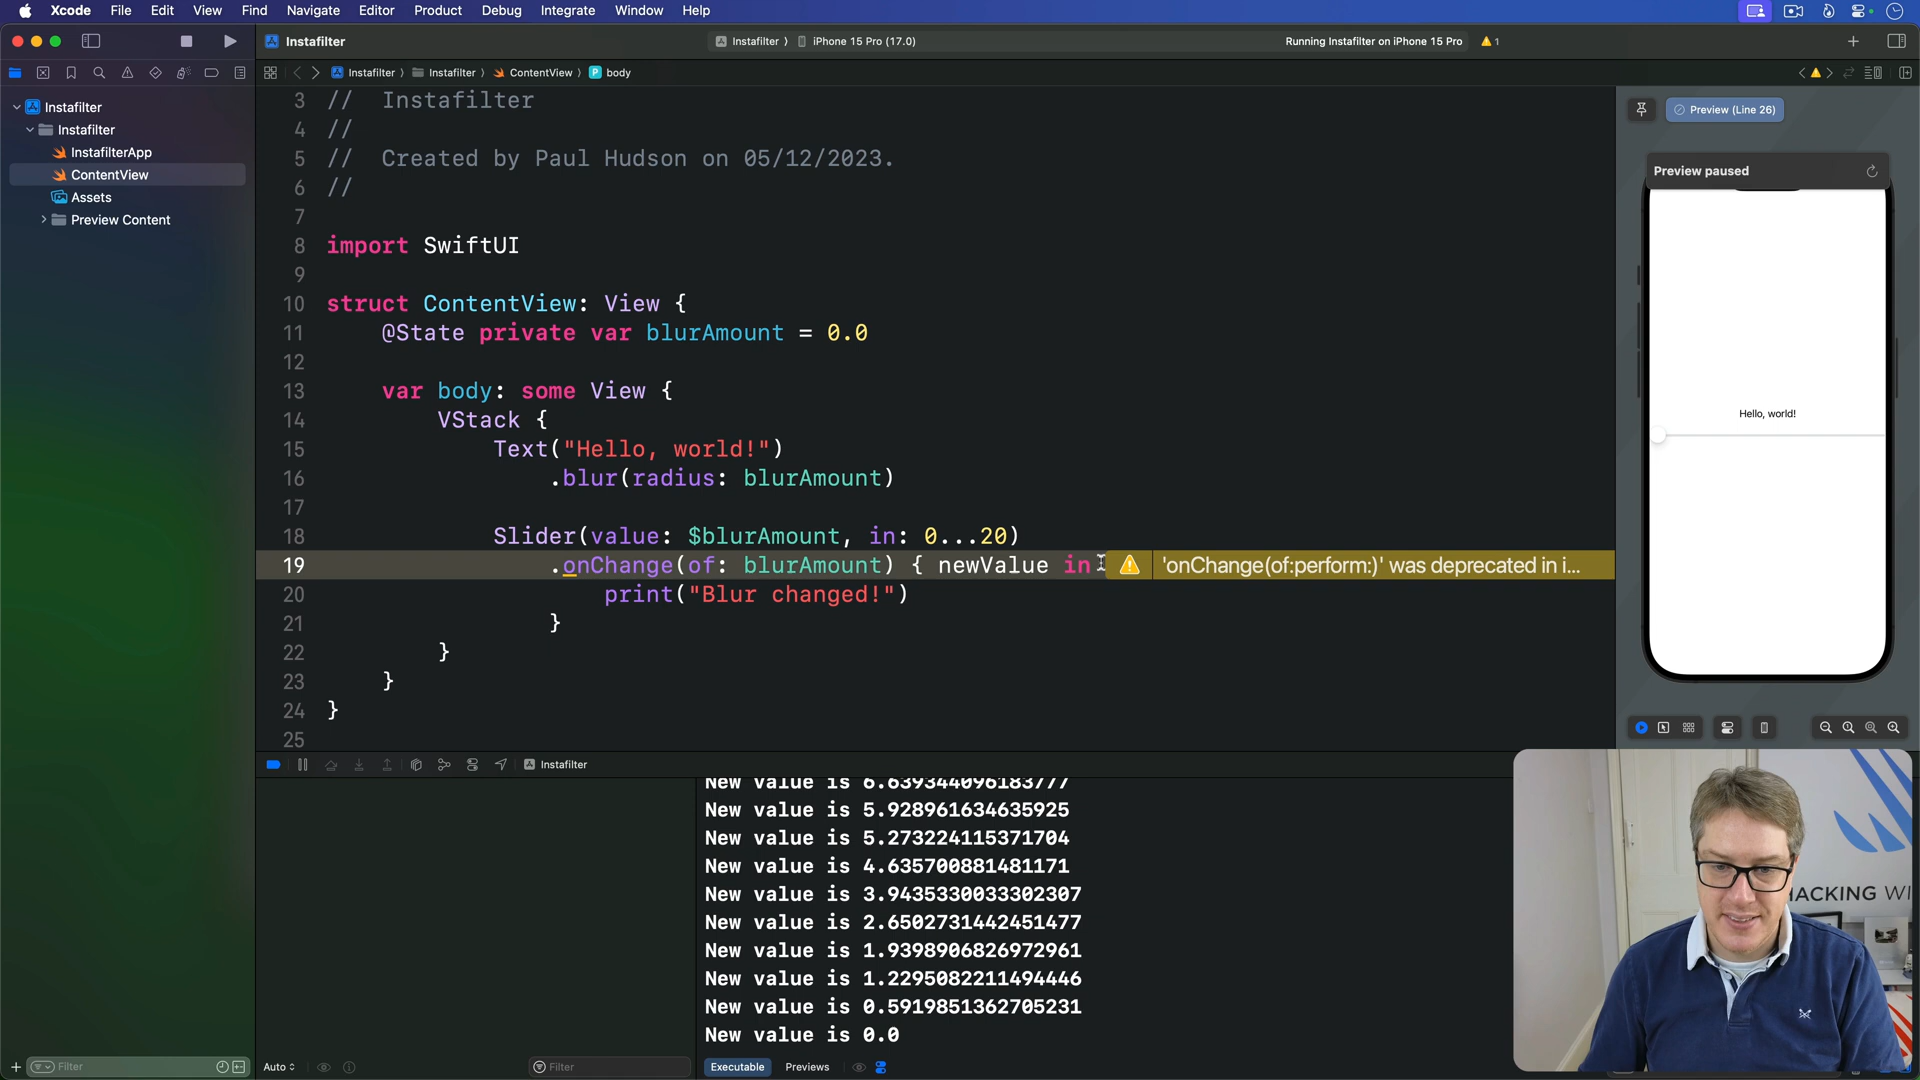 Xcode File Edit View Find Navigate Editor Product Debug Integrate Window Help
Instafilter
Instafilter iPhone 15 Pro (17.0)
Running Instafilter on iPhone 15 Pro 1
Instafilter Instafilter ContentView P body
Instafilter
Instafilter
InstafilterApp
ContentView
Assets
Preview Content
Filter
3 // Instafilter
4 //
5 // Created by Paul Hudson on 05/12/2023.
6 //
7
8 import SwiftUI
9
10 struct ContentView: View {
11 @State private var blurAmount = 0.0
12
13 var body: some View {
14 VStack {
15 Text("Hello, world!")
16 .blur(radius: blurAmount)
17
18 Slider(value: $blurAmount, in: 0...20)
19 .onChange(of: blurAmount) { newValue in 'onChange(of:perform:)' was deprecated in i...
20 print("Blur changed!")
21 }
22 }
23 }
24 }
25
Preview (Line 26)
Preview paused
Hello, world!
Instafilter
New value is 6.639344096183777
New value is 5.928961634635925
New value is 5.273224115371704
New value is 4.635700881481171
New value is 3.9435330033302307
New value is 2.6502731442451477
New value is 1.9398906826972961
New value is 1.2295082211494446
New value is 0.5919851362705231
New value is 0.0
Auto
Filter
Executable Previews
HACKING WI